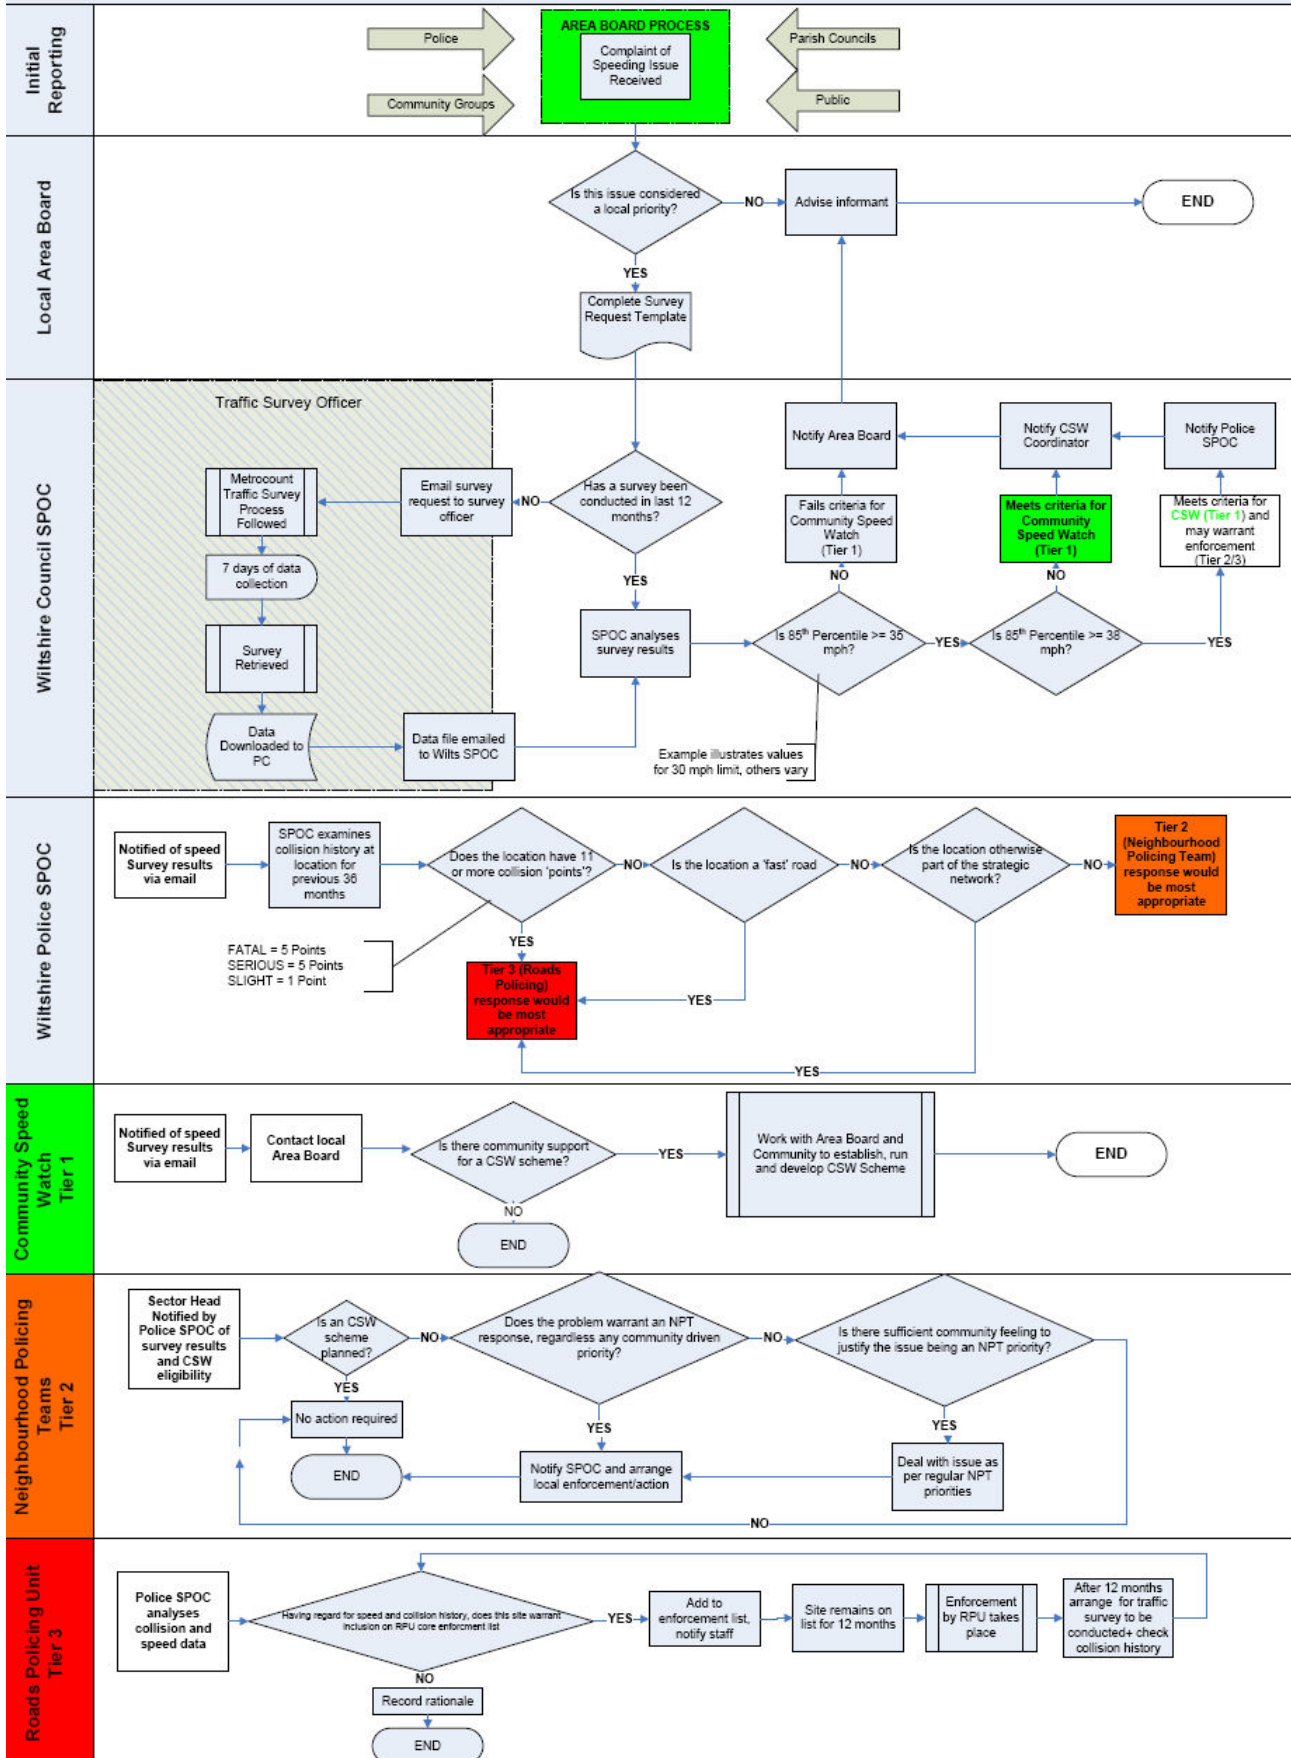 Initial
Reporting
AREA BOARD PROCESS
Complaint of
Speeding Issue
Received
Police
Community Groups
Parish Councils
Public
Local Area Board
Is this issue considered
a local priority?
NO
Advise informant
END
YES
Complete Survey
Request Template
Wiltshire Council SPOC
Traffic Survey Officer
Metrocount
Traffic Survey
Process
Followed
Email survey
request to survey
officer
NO
Has a survey been
conducted in last 12
months?
YES
7 days of data
collection
Survey
Retrieved
Data
Downloaded to
PC
Data file emailed
to Wilts SPOC
SPOC analyses
survey results
Notify Area Board
Notify CSW
Coordinator
Notify Police
SPOC
Fails criteria for
Community Speed
Watch
(Tier 1)
Meets criteria for
Community
Speed Watch
(Tier 1)
Meets criteria for
CSW (Tier 1) and
may warrant
enforcement
(Tier 2/3)
NO
NO
Is 85th Percentile >= 35
mph?
YES
Is 85th Percentile >= 38
mph?
YES
Example illustrates values
for 30 mph limit, others vary
Wiltshire Police SPOC
Notified of speed
Survey results
via email
SPOC examines
collision history at
location for
previous 36
months
Does the location have 11
or more collision 'points'?
NO
Is the location a 'fast' road
NO
Is the location otherwise
part of the strategic
network?
NO
Tier 2
(Neighbourhood
Policing Team)
response would
be most
appropriate
FATAL = 5 Points
SERIOUS = 5 Points
SLIGHT = 1 Point
YES
Tier 3 (Roads
Policing)
response would
be most
appropriate
YES
YES
Community Speed
Watch
Tier 1
Notified of speed
Survey results
via email
Contact local
Area Board
Is there community support
for a CSW scheme?
YES
Work with Area Board and
Community to establish, run
and develop CSW Scheme
END
NO
END
Neighbourhood Policing
Teams
Tier 2
Sector Head
Notified by
Police SPOC of
survey results
and CSW
eligibility
Is an CSW
scheme
planned?
NO
Does the problem warrant an NPT
response, regardless any community driven
priority?
NO
Is there sufficient community feeling to
justify the issue being an NPT priority?
YES
No action required
END
YES
Notify SPOC and arrange
local enforcement/action
YES
Deal with issue as
per regular NPT
priorities
NO
Roads Policing Unit
Tier 3
Police SPOC
analyses
collision and
speed data
Having regard for speed and collision history, does this site warrant
inclusion on RPU core enforcment list
YES
Add to
enforcement list,
notify staff
Site remains on
list for 12 months
Enforcement
by RPU takes
place
After 12 months
arrange for traffic
survey to be
conducted+ check
collision history
NO
Record rationale
END